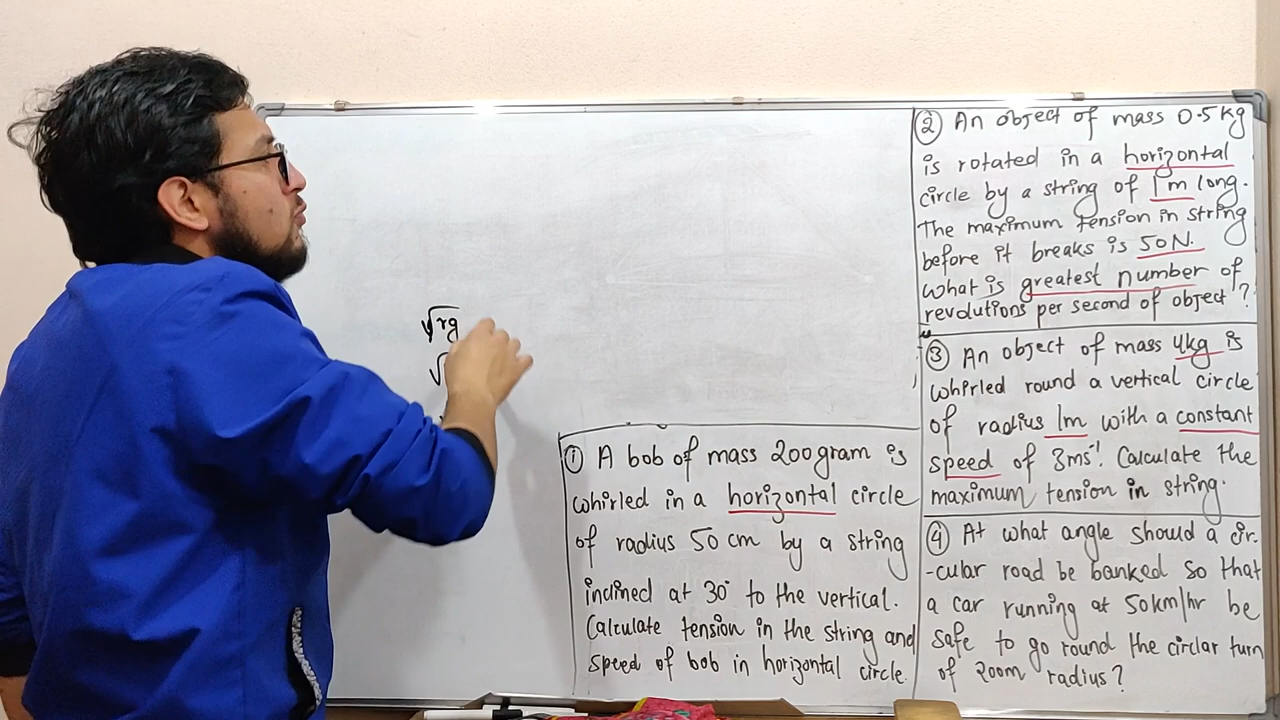 √rg
√
① A bob of mass 200gram is
whirled in a horizontal circle
of radius 50 cm by a string
inclined at 30° to the vertical.
Calculate tension in the string and
speed of bob in horizontal circle.
② An object of mass 0.5kg
is rotated in a horizontal
circle by a string of 1m long.
The maximum tension in string
before it breaks is 50N.
what is greatest number of
revolutions per second of object?
③ An object of mass 4kg is
whirled round a vertical circle
of radius 1m with a constant
speed of 3ms⁻¹. Calculate the
maximum tension in string.
④ At what angle should a cir-
-cular road be banked so that
a car running at 50km/hr be
safe to go round the circlar turn
of 200m radius?